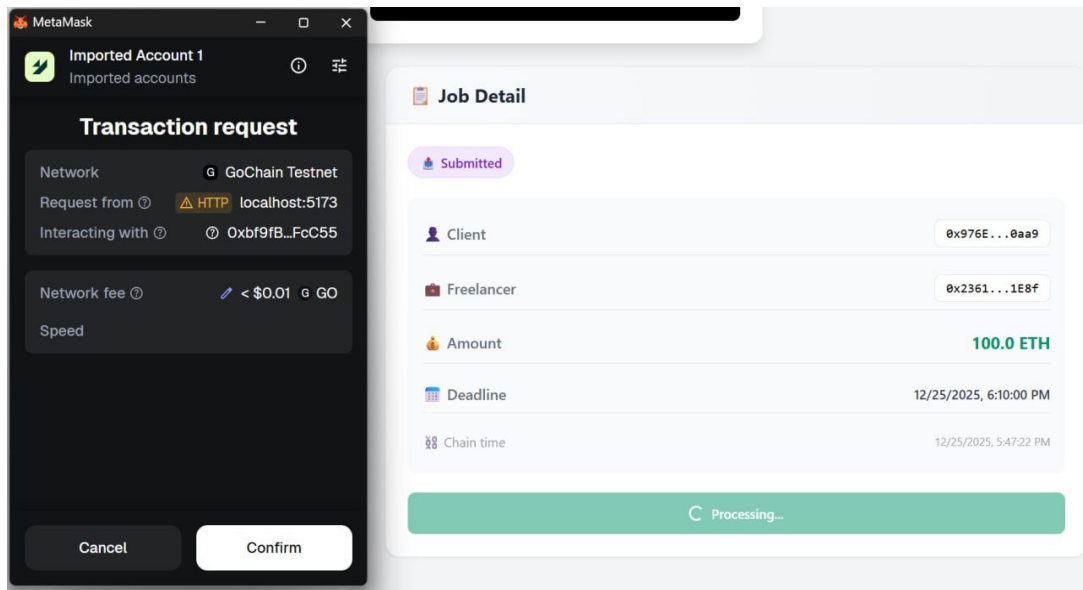 MetaMask
Imported Account 1
Imported accounts
Transaction request
Network G GoChain Testnet
Request from HTTP localhost:5173
Interacting with 0xbf9fB...FcC55
Network fee < $0.01 G GO
Speed
Cancel Confirm
Job Detail
Submitted
Client 0x976E...0aa9
Freelancer 0x2361...1E8f
Amount 100.0 ETH
Deadline 12/25/2025, 6:10:00 PM
Chain time 12/25/2025, 5:47:22 PM
Processing...